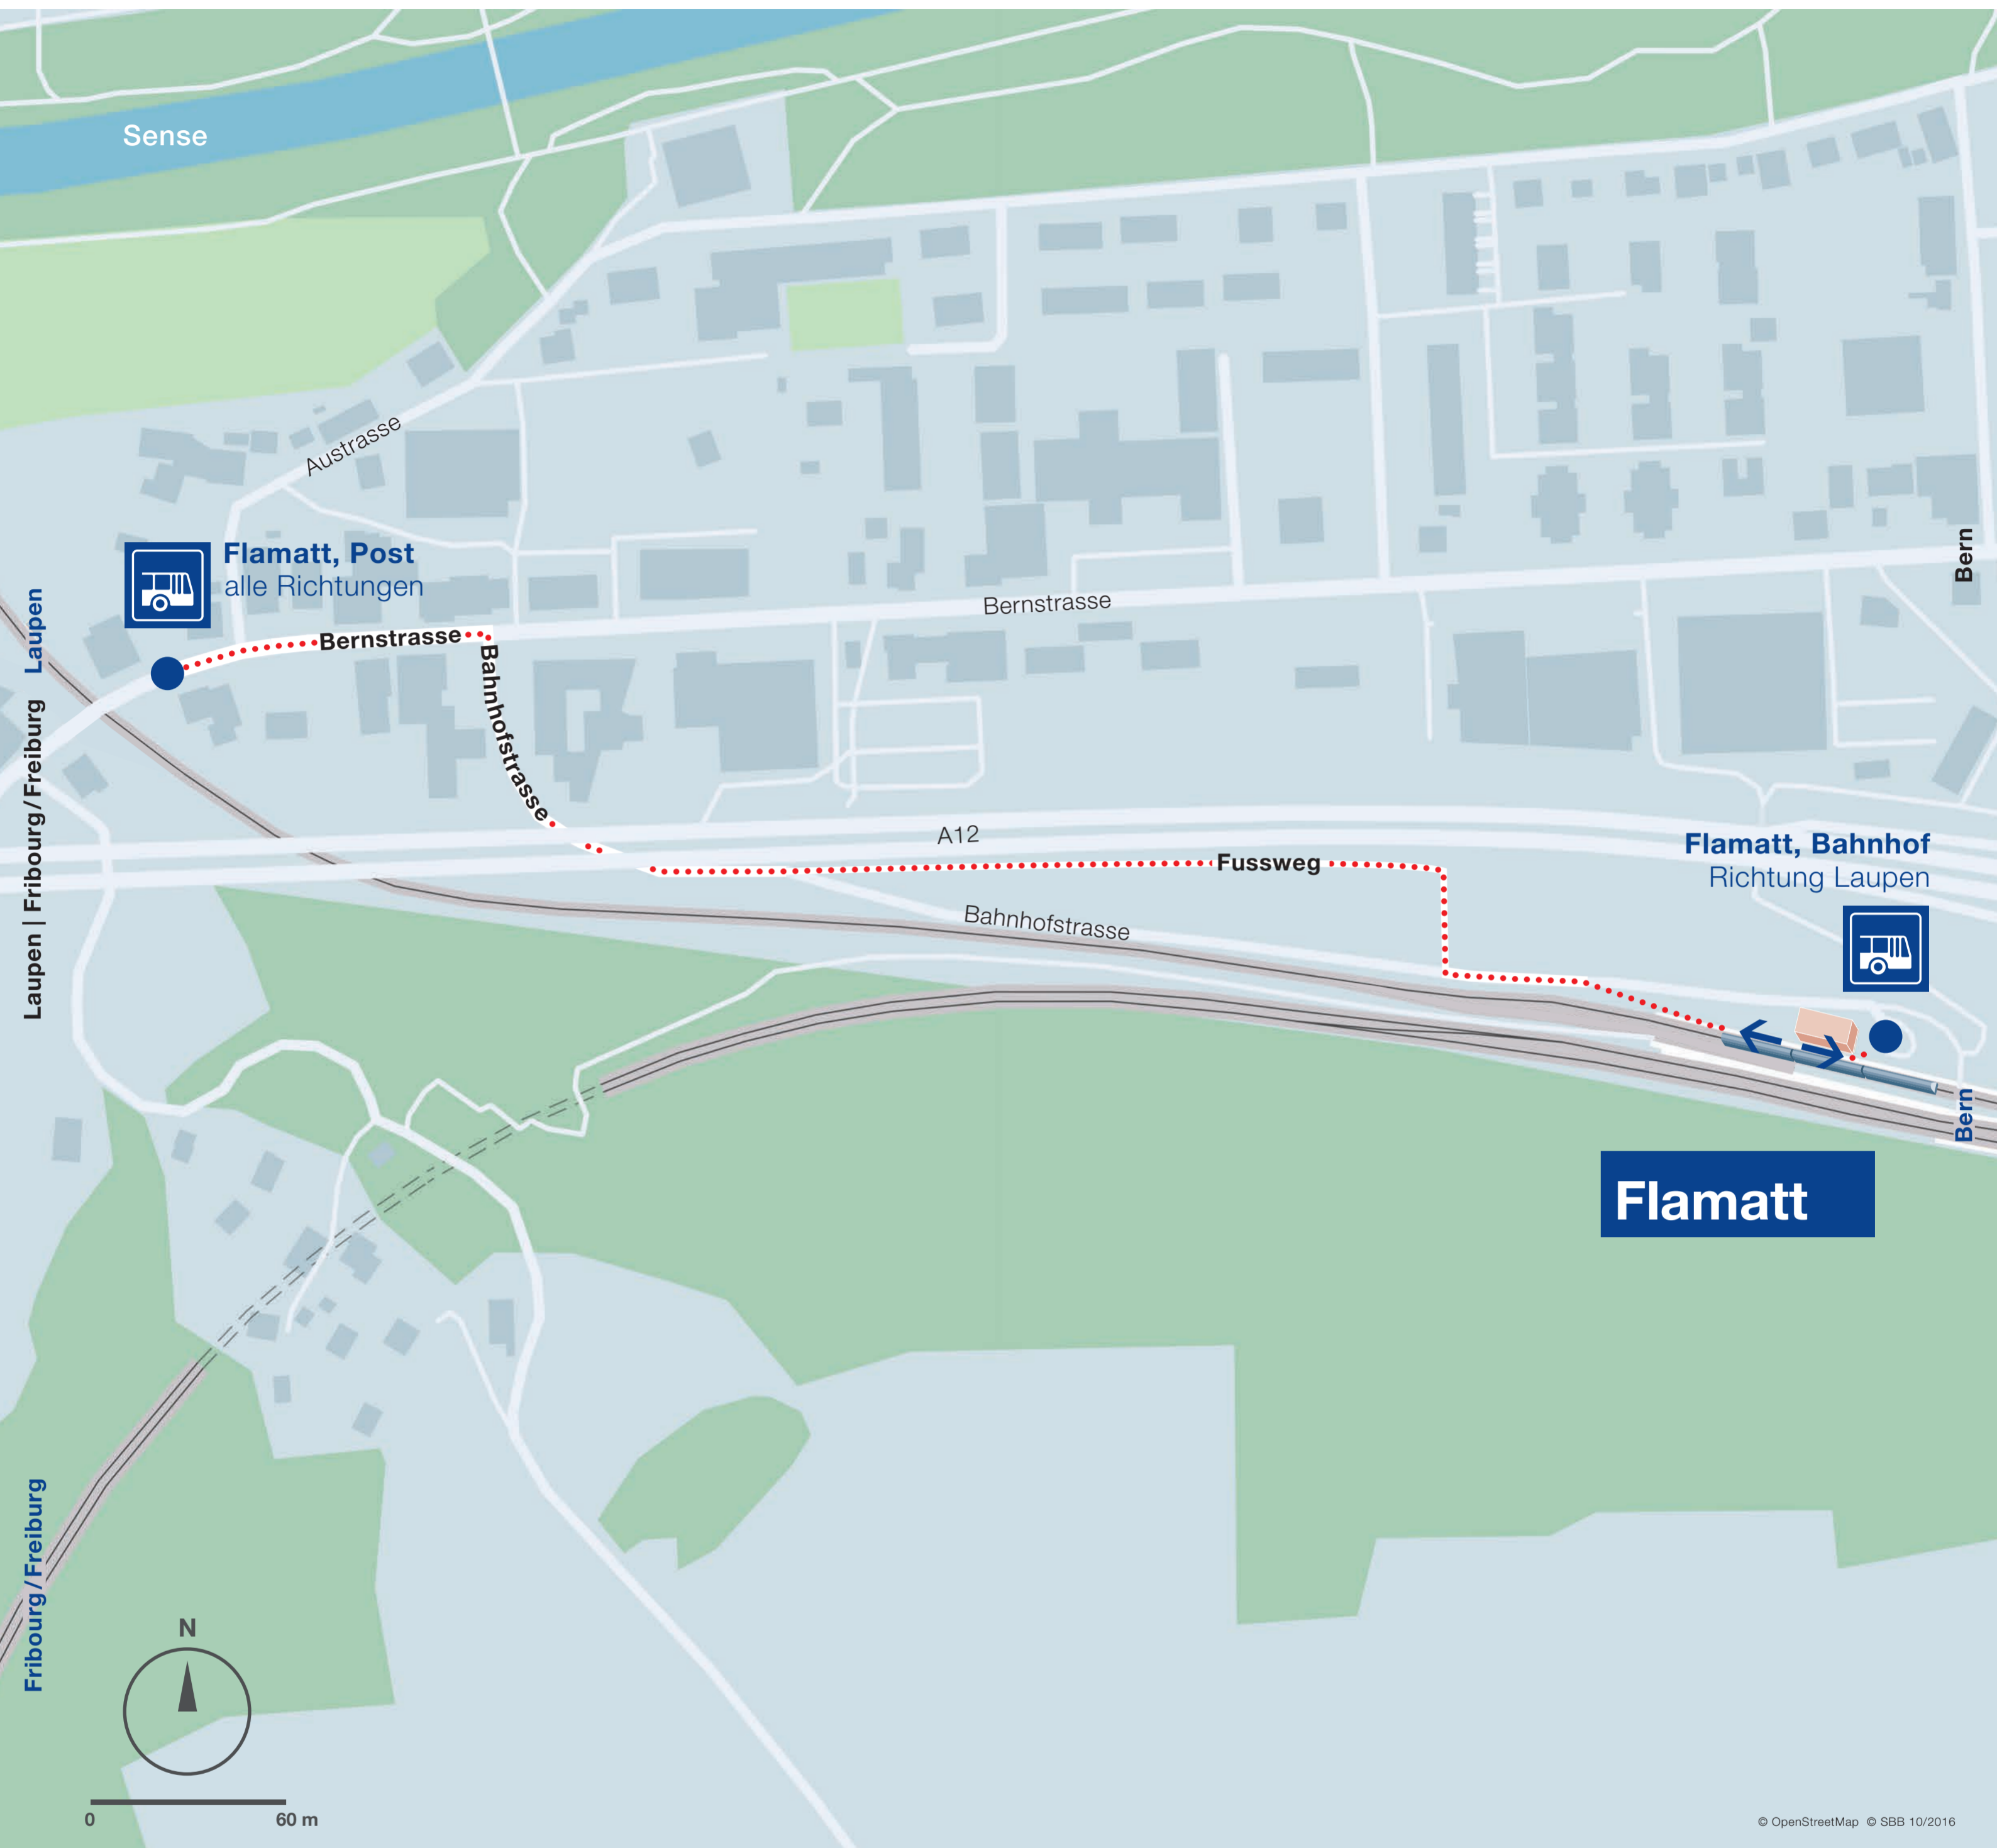 Sense
Austrasse
Flamatt, Post
alle Richtungen
Bern
Bernstrasse
Laupen
Bernstrasse
Bahnhofstrasse
Laupen | Fribourg/Freiburg
A12
Flamatt, Bahnhof
Richtung Laupen
Fussweg
Bahnhofstrasse
Bern
Flamatt
Fribourg/Freiburg
N
0 60 m
© OpenStreetMap © SBB 10/2016